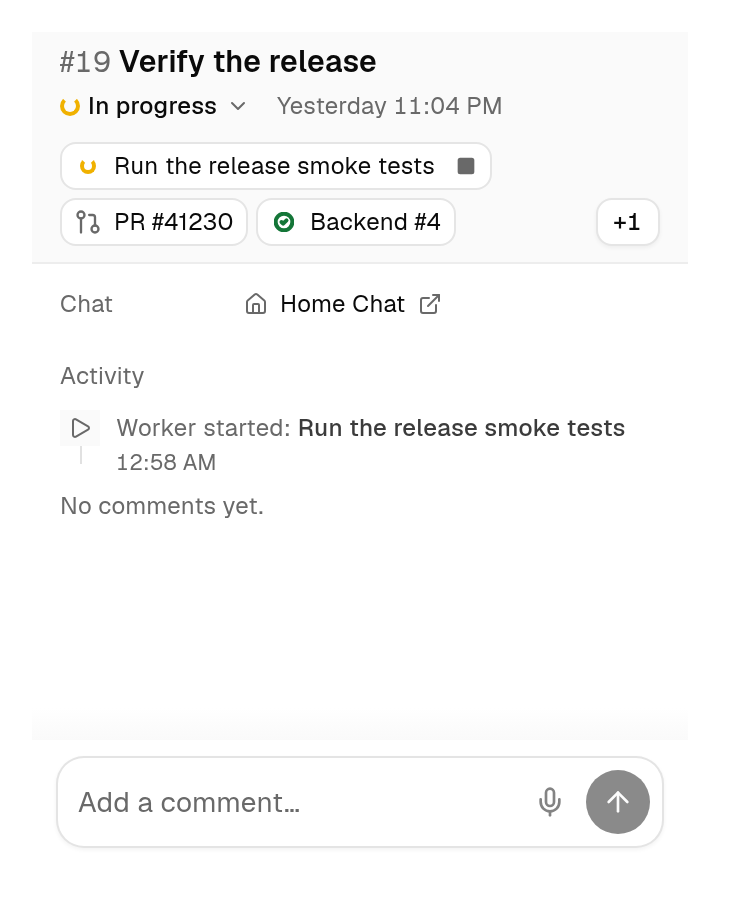 #19 Verify the release
In progress Yesterday 11:04 PM
Run the release smoke tests
PR #41230 Backend #4 +1
Chat Home Chat
Activity
Worker started: Run the release smoke tests
12:58 AM
No comments yet.
Add a comment…